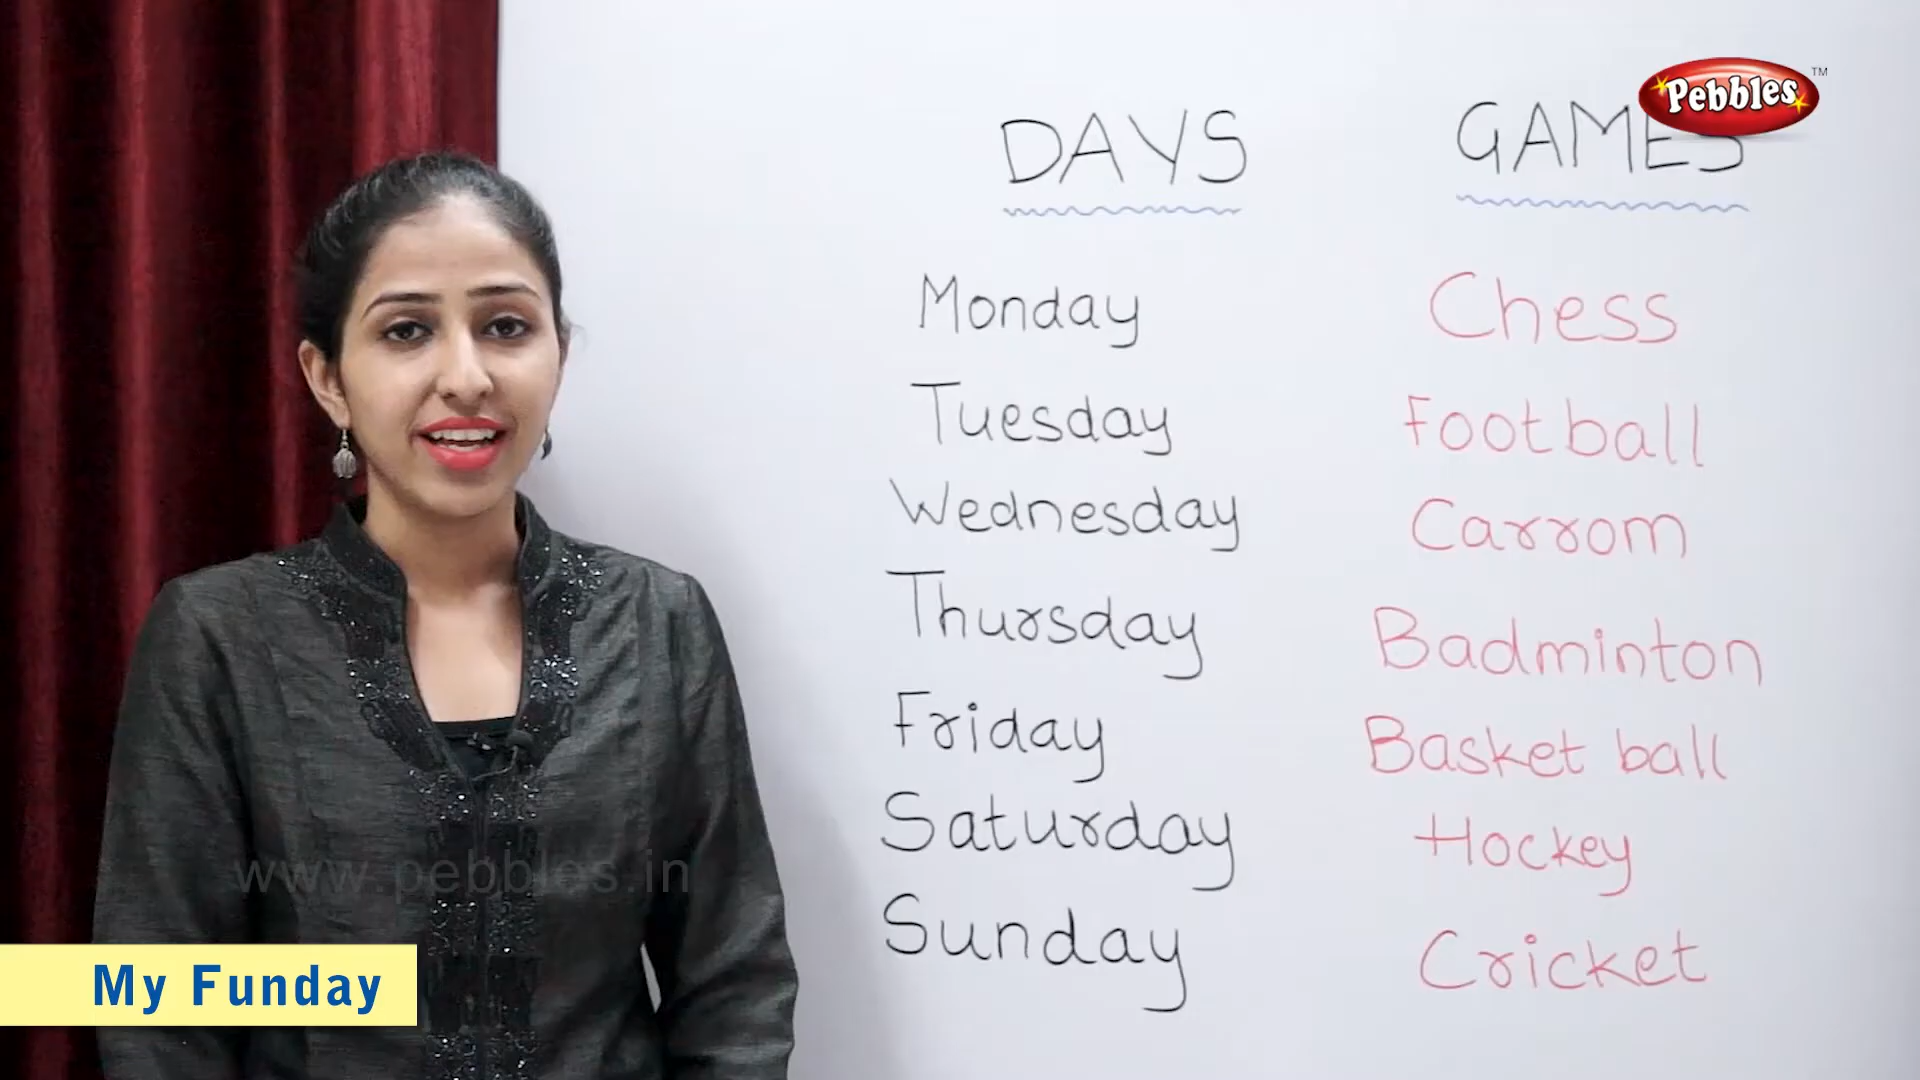 Pebbles™
DAYS GAMES
Monday Chess
Tuesday Football
Wednesday Carrom
Thursday Badminton
Friday Basket ball
Saturday Hockey
Sunday Cricket
www.pebbles.in
My Funday